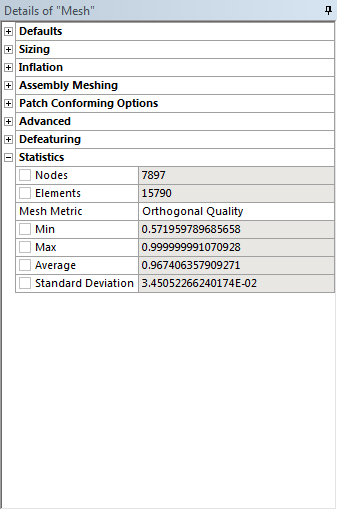 Details of "Mesh"
Defaults
Sizing
Inflation
Assembly Meshing
Patch Conforming Options
Advanced
Defeaturing
Statistics
Nodes 7897
Elements 15790
Mesh Metric Orthogonal Quality
Min 0.571959789685658
Max 0.999999991070928
Average 0.967406357909271
Standard Deviation 3.45052266240174E-02